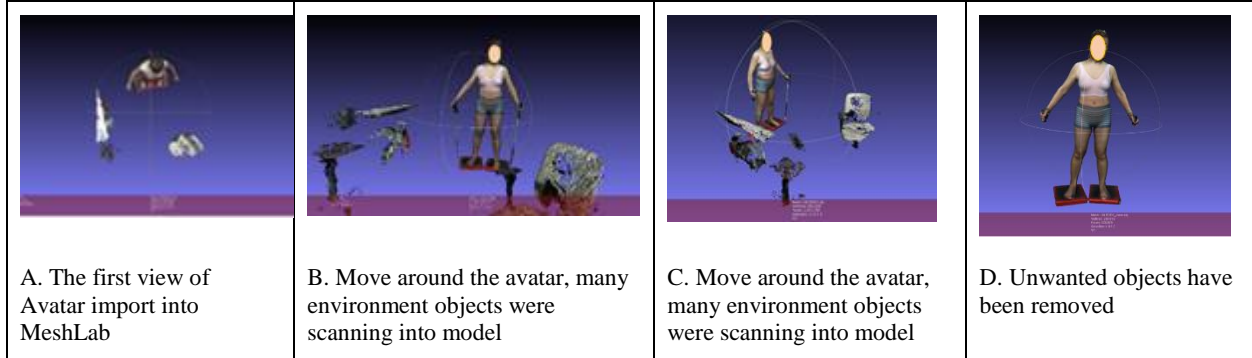 A. The first view of
Avatar import into
MeshLab
B. Move around the avatar, many
environment objects were
scanning into model
C. Move around the avatar,
many environment objects
were scanning into model
D. Unwanted objects have
been removed